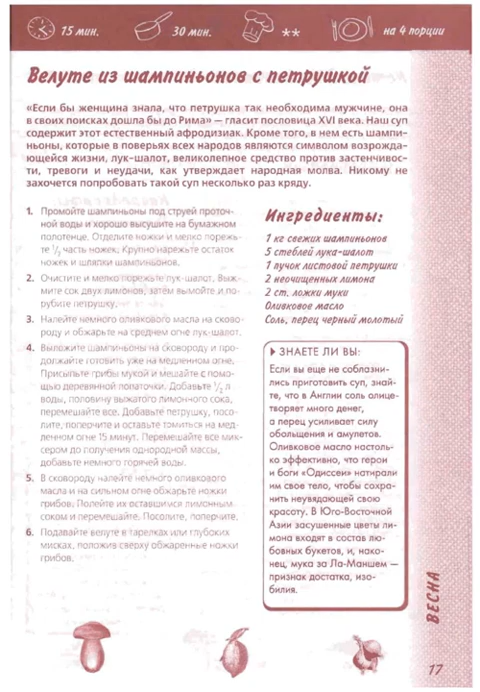 15 мин.
30 мин.
**
на 4 порции
Велуте из шампиньонов с петрушкой
«Если бы женщина знала, что петрушка так необходима мужчине, она
в своих поисках дошла бы до Рима» — гласит пословица XVI века. Наш суп
содержит этот естественный афродизиак. Кроме того, в нем есть шампи-
ньоны, которые в поверьях всех народов являются символом возрожда-
ющейся жизни, лук-шалот, великолепное средство против застенчивос-
ти, тревоги и неудачи, как утверждает народная молва. Никому не
захочется попробовать такой суп несколько раз кряду.
1. Промойте шампиньоны под струей проточ-
ной воды и хорошо высушите на бумажном
полотенце. Отделите ножки и мелко порежь-
те 1/2 часть ножек. Крупно нарежьте остаток
ножек и шляпки шампиньонов.
2. Очистите и мелко порежьте лук-шалот. Выж-
мите сок двух лимонов, затем вымойте и по-
рубите петрушку.
3. Налейте немного оливкового масла на сково-
роду и обжарьте на среднем огне лук-шалот.
4. Выложите шампиньоны на сковороду и про-
должайте готовить уже на медленном огне.
Присыпьте грибы мукой и мешайте с помо-
щью деревянной лопаточки. Добавьте 1/2 л
воды, половину выжатого лимонного сока,
перемешайте все. Добавьте петрушку, посо-
лите, поперчите и оставьте томиться на мед-
ленном огне 15 минут. Перемешайте все мик-
сером до получения однородной массы,
добавьте немного горячей воды.
5. В сковороду налейте немного оливкового
масла и на сильном огне обжарьте ножки
грибов. Полейте их оставшимся лимонным
соком и перемешайте. Посолите, поперчите.
6. Подавайте велуте в тарелках или глубоких
мисках, положив сверху обжаренные ножки
грибов.
Ингредиенты:
1 кг свежих шампиньонов
5 стеблей лука-шалот
1 пучок листовой петрушки
2 неочищенных лимона
2 ст. ложки муки
Оливковое масло
Соль, перец черный молотый
ЗНАЕТЕ ЛИ ВЫ:
Если вы еще не соблазни-
лись приготовить суп, знай-
те, что в Англии соль олице-
творяет много денег,
а перец усиливает силу
обольщения и амулетов.
Оливковое масло настоль-
ко эффективно, что герои
и боги «Одиссеи» натирали
им свое тело, чтобы сохра-
нить неувядающей свою
красоту. В Юго-Восточной
Азии засушенные цветы ли-
мона входят в состав лю-
бовных букетов, и, нако-
нец, мука за Ла-Маншем —
признак достатка, изо-
билия.
ВЕСНА
17